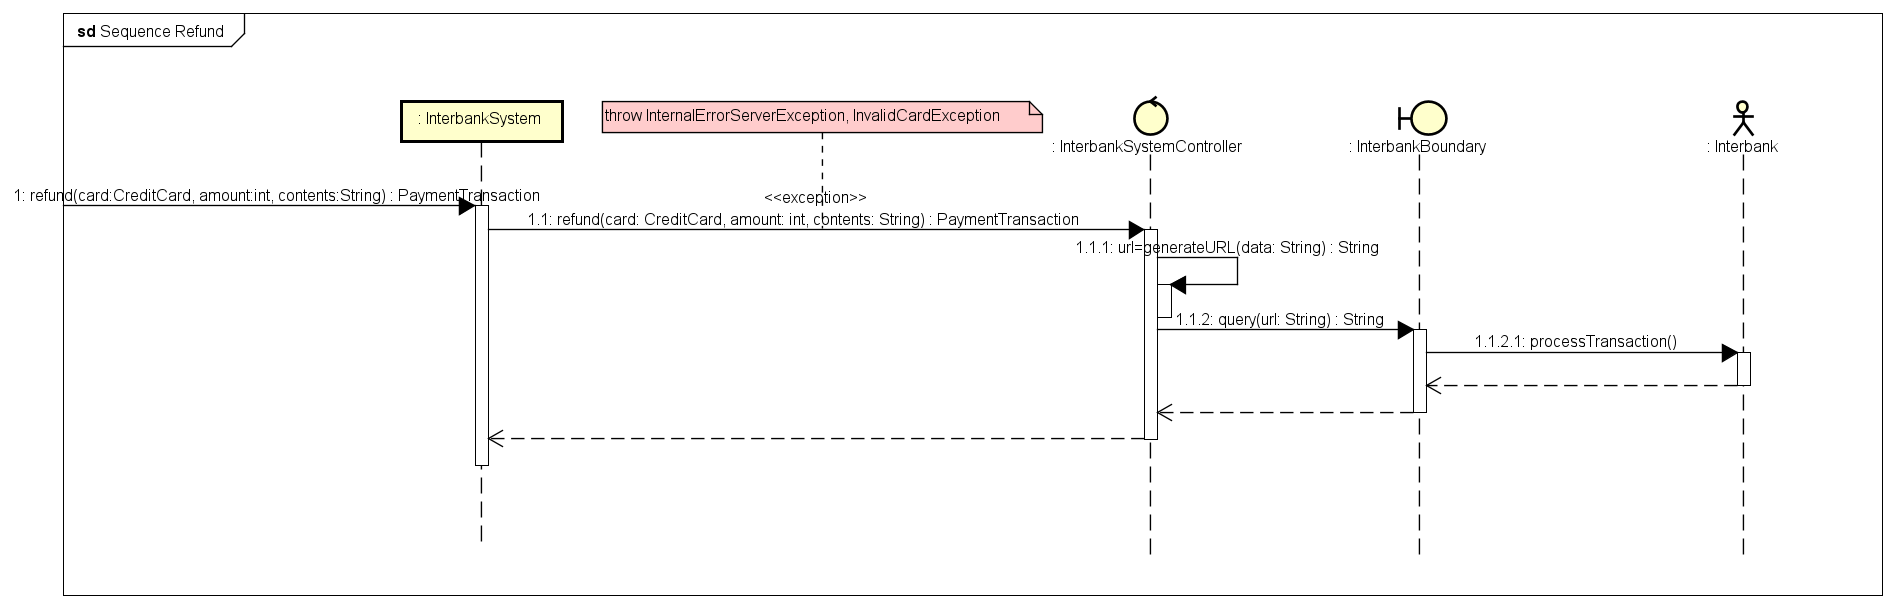 sd Sequence Refund
: InterbankSystem
throw InternalErrorServerException, InvalidCardException
: InterbankSystemController
: InterbankBoundary
: Interbank
1: refund(card:CreditCard, amount:int, contents:String) : PaymentTransaction
<<exception>>
1.1: refund(card: CreditCard, amount: int, contents: String) : PaymentTransaction
1.1.1: url=generateURL(data: String) : String
1.1.2: query(url: String) : String
1.1.2.1: processTransaction()